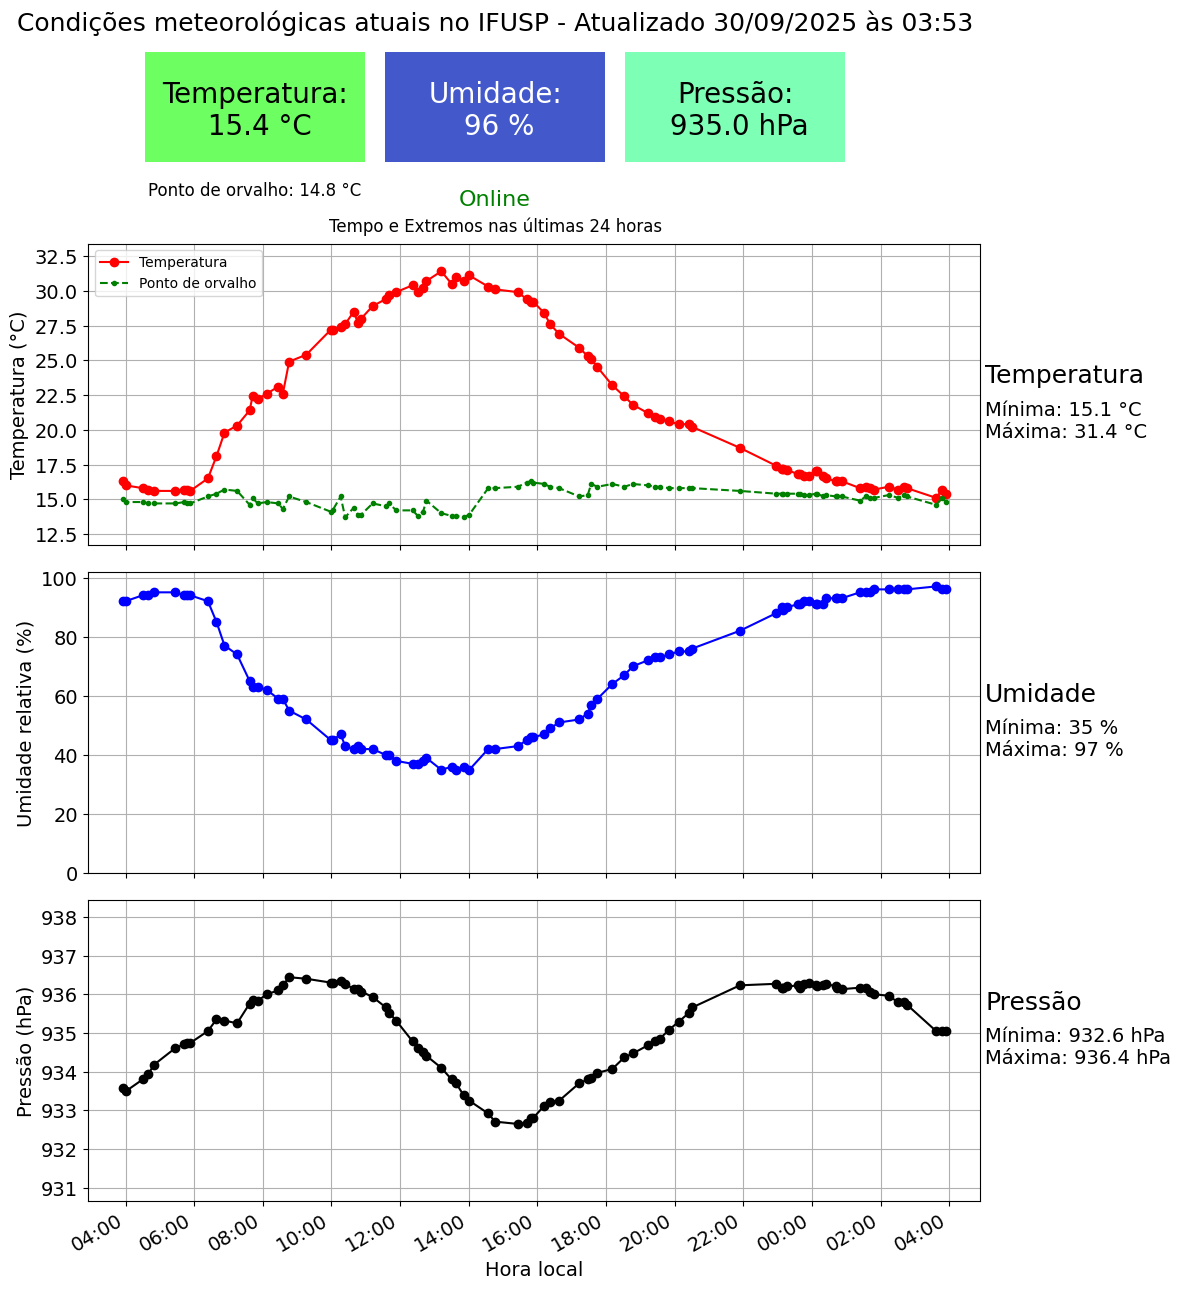 Condições meteorológicas atuais no IFUSP - Atualizado 30/09/2025 às 03:53
Temperatura:
15.4 °C
Umidade:
96 %
Pressão:
935.0 hPa
Ponto de orvalho: 14.8 °C
Online
Tempo e Extremos nas últimas 24 horas
Temperatura (°C)
32.5
30.0
27.5
25.0
22.5
20.0
17.5
15.0
12.5
Temperatura
Ponto de orvalho
Temperatura
Mínima: 15.1 °C
Máxima: 31.4 °C
Umidade relativa (%)
100
80
60
40
20
0
Umidade
Mínima: 35 %
Máxima: 97 %
Pressão (hPa)
938
937
936
935
934
933
932
931
Pressão
Mínima: 932.6 hPa
Máxima: 936.4 hPa
04:00 06:00 08:00 10:00 12:00 14:00 16:00 18:00 20:00 22:00 00:00 02:00 04:00
Hora local